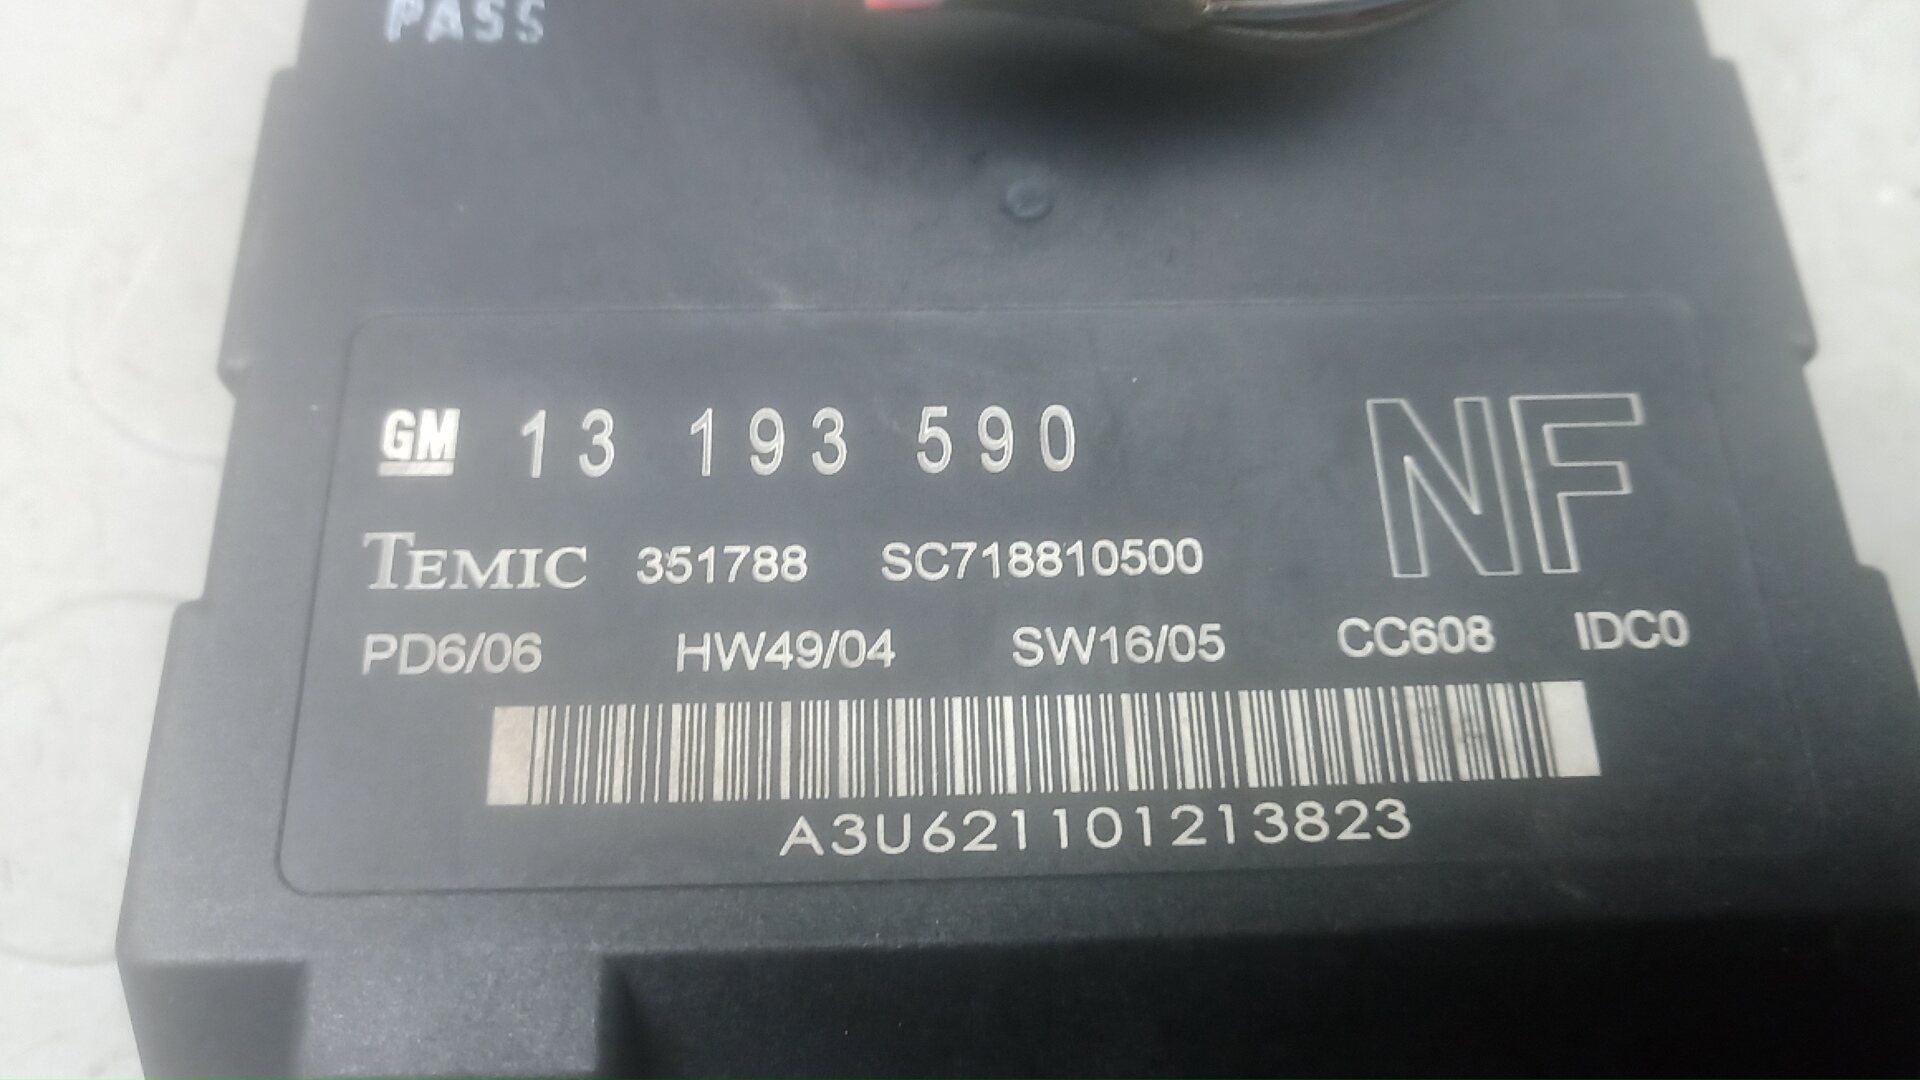 PASS
GM 13 193 590
NF
TEMIC 351788 SC718810500
PD6/06 HW49/04 SW16/05 CC608 IDC0
A3U621101213823